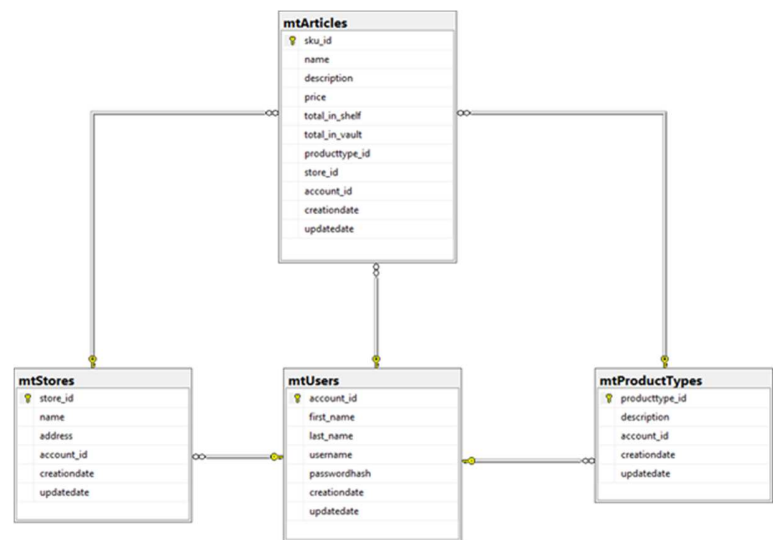 mtArticles
sku_id
name
description
price
total_in_shelf
total_in_vault
producttype_id
store_id
account_id
creationdate
updatedate
mtStores
store_id
name
address
account_id
creationdate
updatedate
mtUsers
account_id
first_name
last_name
username
passwordhash
creationdate
updatedate
mtProductTypes
producttype_id
description
account_id
creationdate
updatedate